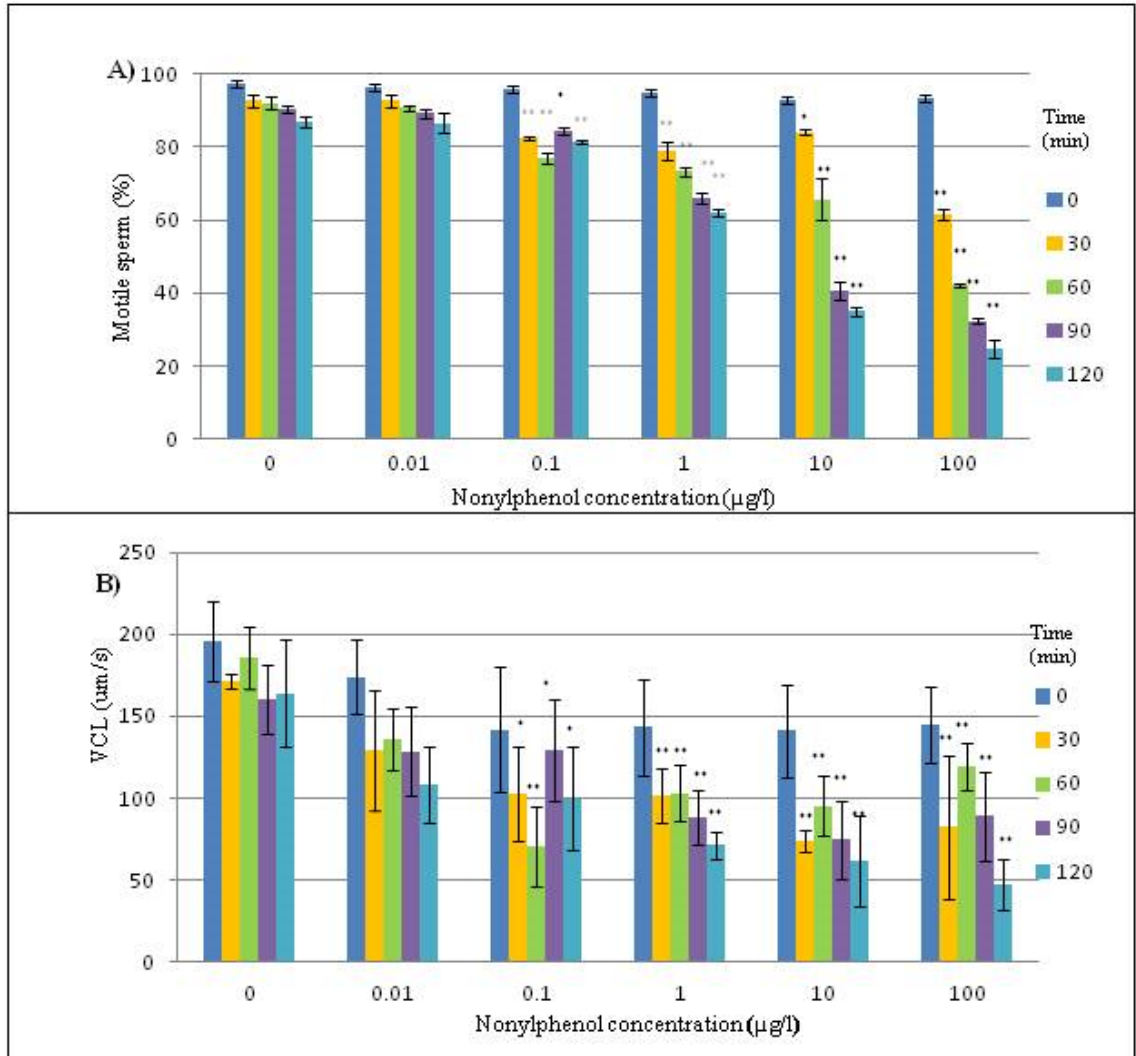 A)
100
80
60
40
20
0
Motile sperm (%)
* 
** ** **
** ** ** **
* ** ** **
** ** ** **
0 0.01 0.1 1 10 100
Nonylphenol concentration (µg/l)
Time
(min)
0
30
60
90
120
B)
250
200
150
100
50
0
VCL (um/s)
* ** * *
** ** ** **
** ** ** **
** ** ** **
0 0.01 0.1 1 10 100
Nonylphenol concentration (µg/l)
Time
(min)
0
30
60
90
120